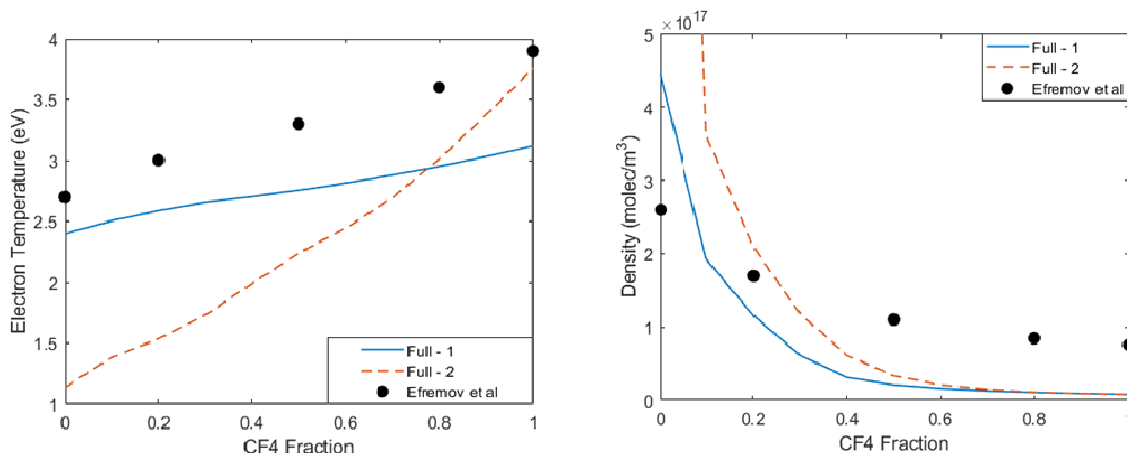 4
3.5
3
2.5
2
1.5
1
Electron Temperature (eV)
0
0.2
0.4
0.6
0.8
1
CF4 Fraction
Full - 1
Full - 2
Efremov et al
× 10^17
5
4
3
2
1
0
Density (molec/m³)
0
0.2
0.4
0.6
0.8
1
CF4 Fraction
Full - 1
Full - 2
Efremov et al